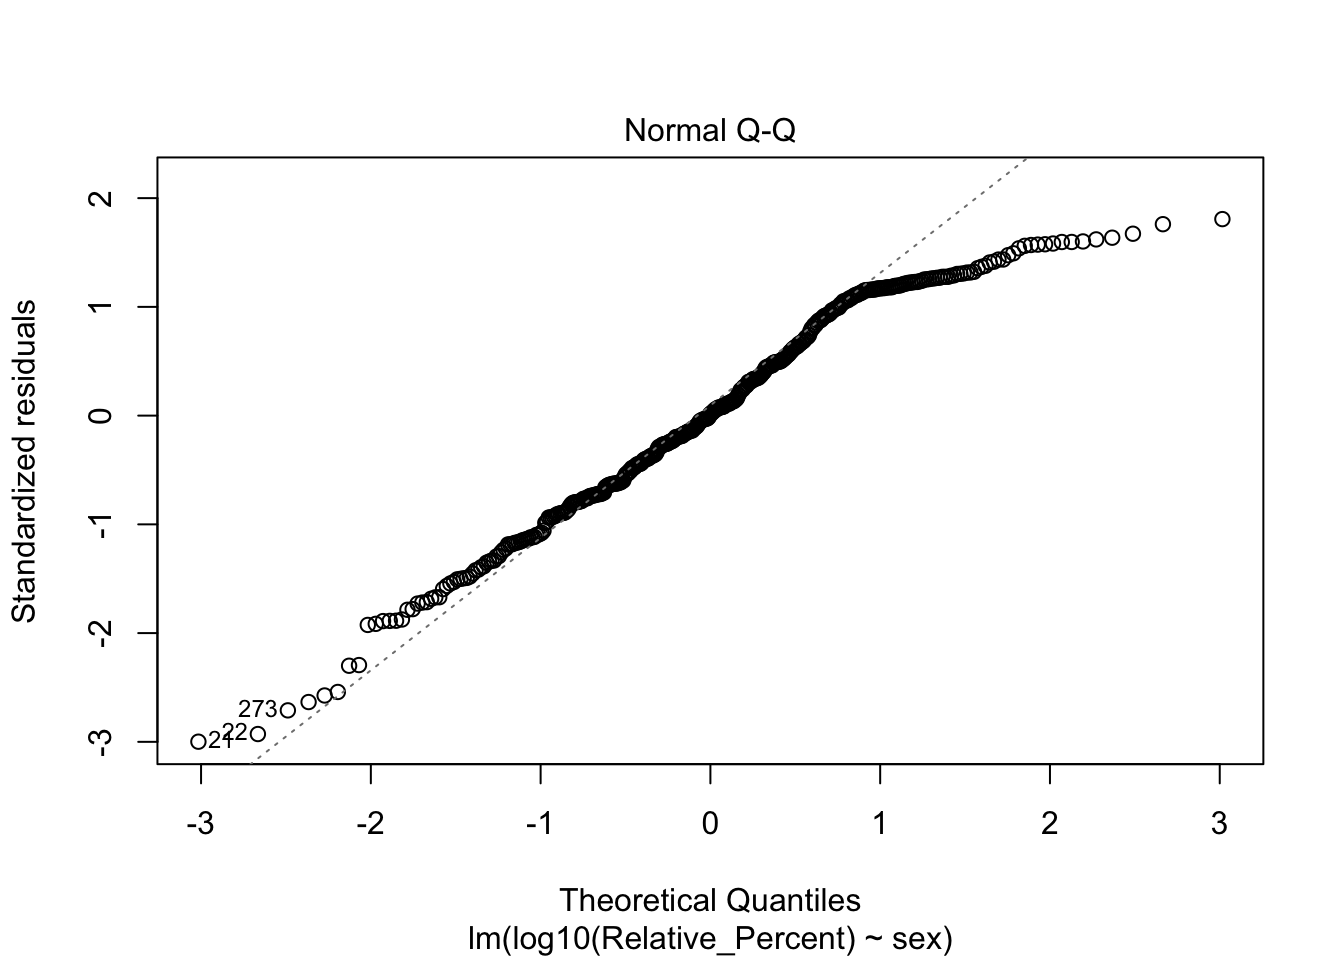 Normal Q-Q
Standardized residuals
2
1
0
-1
-2
-3
273
22
21
-3 -2 -1 0 1 2 3
Theoretical Quantiles
lm(log10(Relative_Percent) ~ sex)